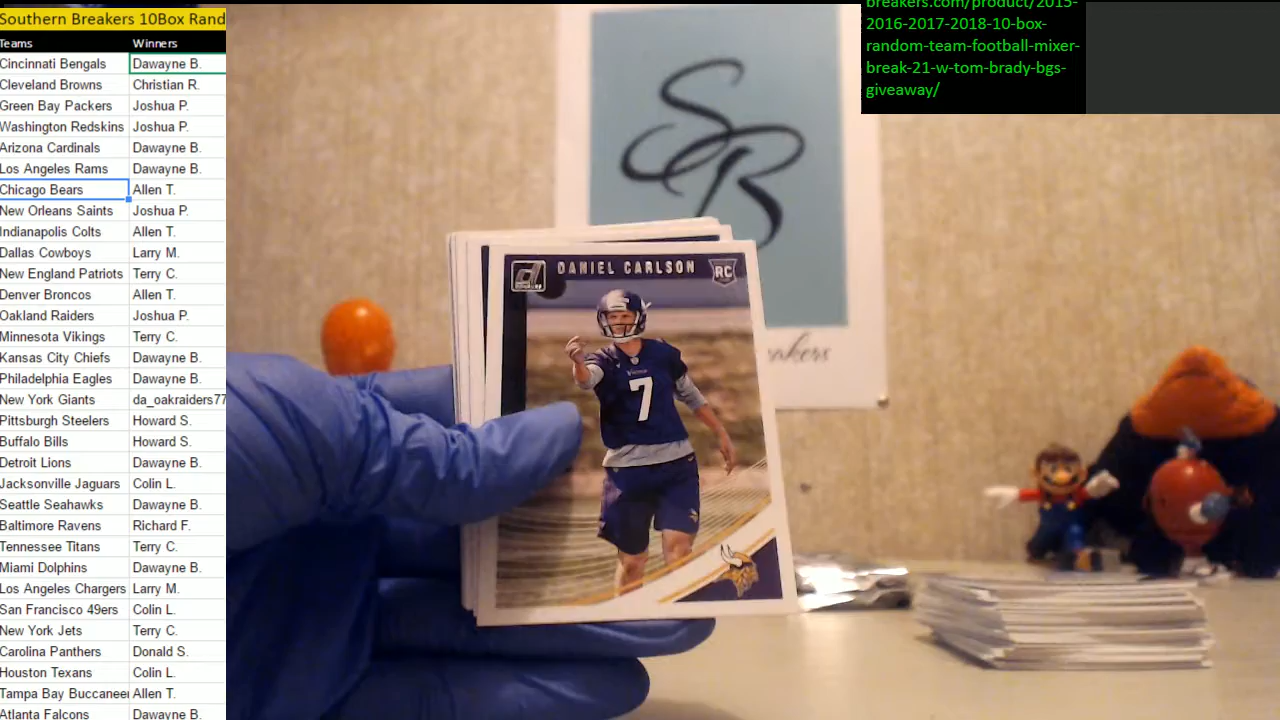 Southern Breakers 10Box Rand
Teams Winners
Cincinnati Bengals Dawayne B.
Cleveland Browns Christian R.
Green Bay Packers Joshua P.
Washington Redskins Joshua P.
Arizona Cardinals Dawayne B.
Los Angeles Rams Dawayne B.
Chicago Bears Allen T.
New Orleans Saints Joshua P.
Indianapolis Colts Allen T.
Dallas Cowboys Larry M.
New England Patriots Terry C.
Denver Broncos Allen T.
Oakland Raiders Joshua P.
Minnesota Vikings Terry C.
Kansas City Chiefs Dawayne B.
Philadelphia Eagles Dawayne B.
New York Giants da_oakraiders77
Pittsburgh Steelers Howard S.
Buffalo Bills Howard S.
Detroit Lions Dawayne B.
Jacksonville Jaguars Colin L.
Seattle Seahawks Dawayne B.
Baltimore Ravens Richard F.
Tennessee Titans Terry C.
Miami Dolphins Dawayne B.
Los Angeles Chargers Larry M.
San Francisco 49ers Colin L.
New York Jets Terry C.
Carolina Panthers Donald S.
Houston Texans Colin L.
Tampa Bay Buccaneer Allen T.
Atlanta Falcons Dawayne B.
breakers.com/product/2015-
2016-2017-2018-10-box-
random-team-football-mixer-
break-21-w-tom-brady-bgs-
giveaway/
SB
DANIEL CARLSON RC
7